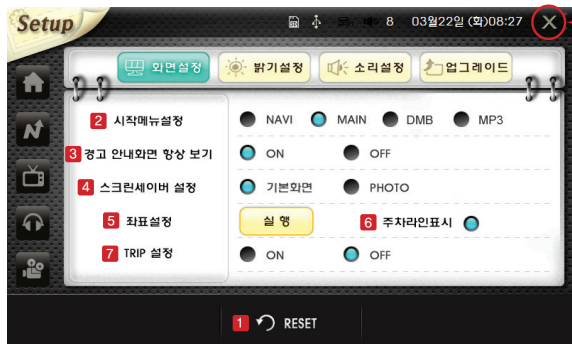 Setup 8 03월22일 (화)08:27
화면설정 밝기설정 소리설정 업그레이드
2 시작메뉴설정 NAVI MAIN DMB MP3
3 경고 안내화면 항상 보기 ON OFF
4 스크린세이버 설정 기본화면 PHOTO
5 좌표설정 실 행 6 주차라인표시
7 TRIP 설정 ON OFF
1 RESET